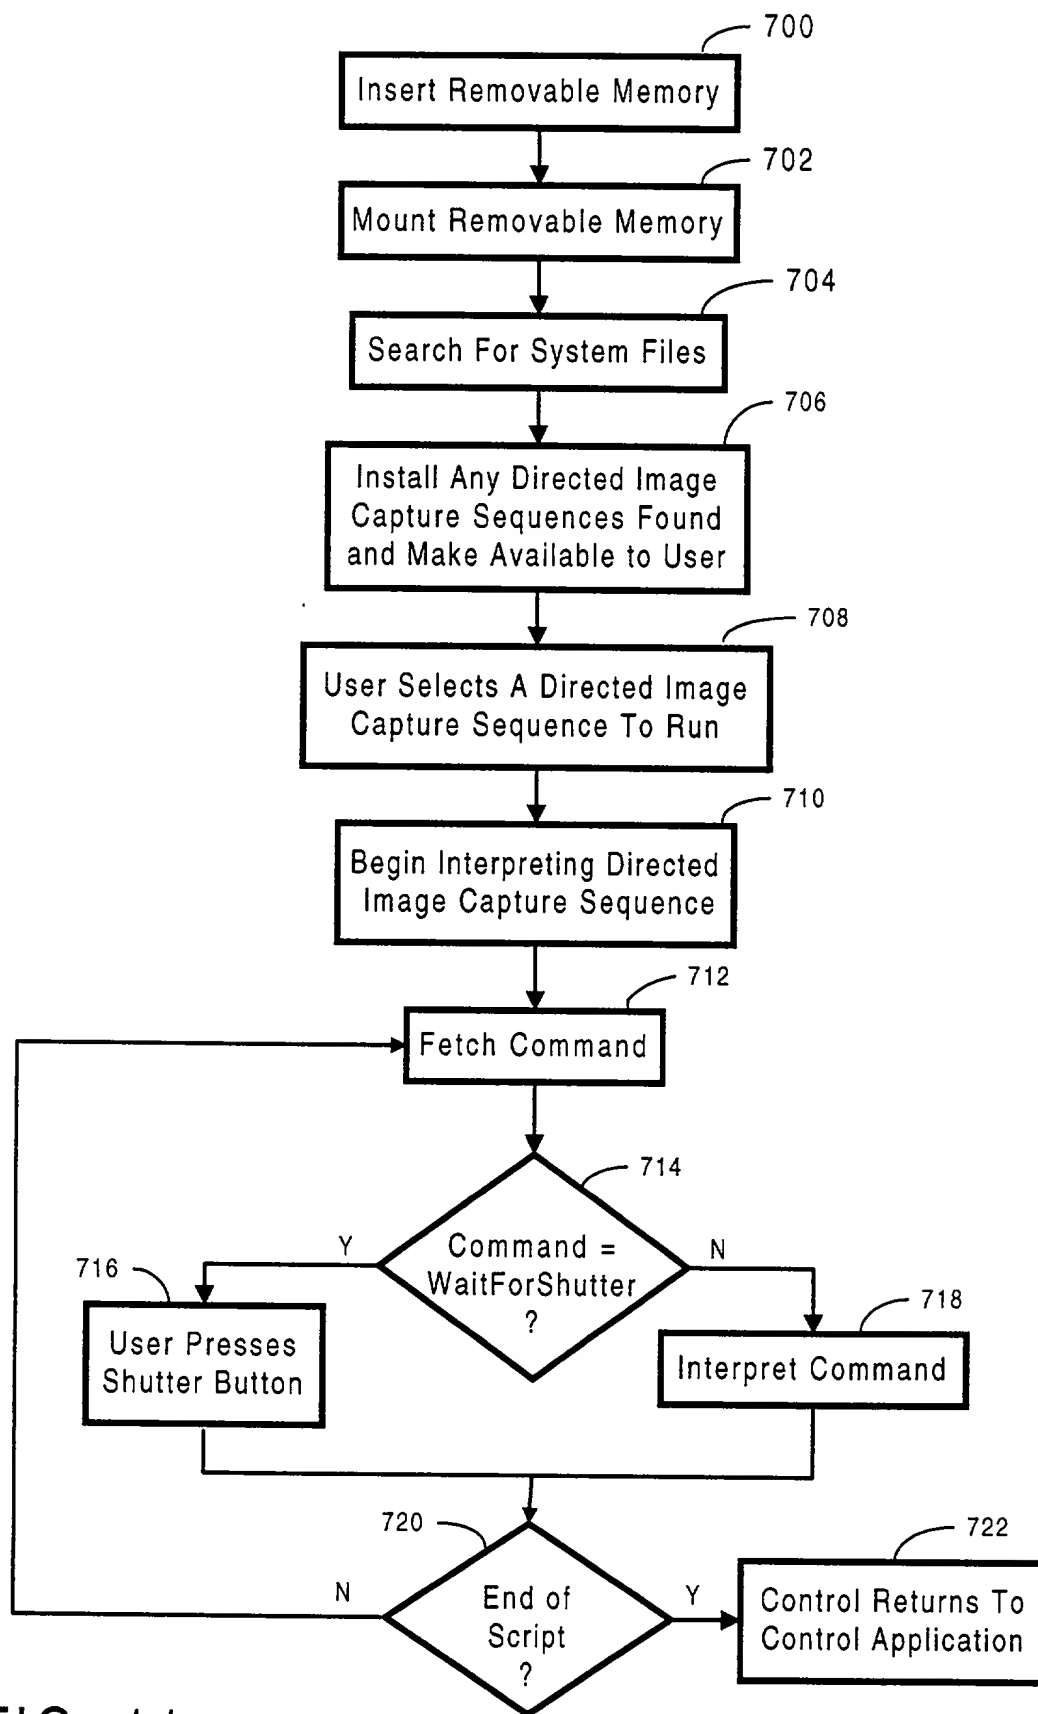 700
Insert Removable Memory
702
Mount Removable Memory
704
Search For System Files
706
Install Any Directed Image
Capture Sequences Found
and Make Available to User
708
User Selects A Directed Image
Capture Sequence To Run
710
Begin Interpreting Directed
Image Capture Sequence
712
Fetch Command
714
Command =
WaitForShutter
?
Y
N
716
User Presses
Shutter Button
718
Interpret Command
720
End of
Script
?
N
Y
722
Control Returns To
Control Application